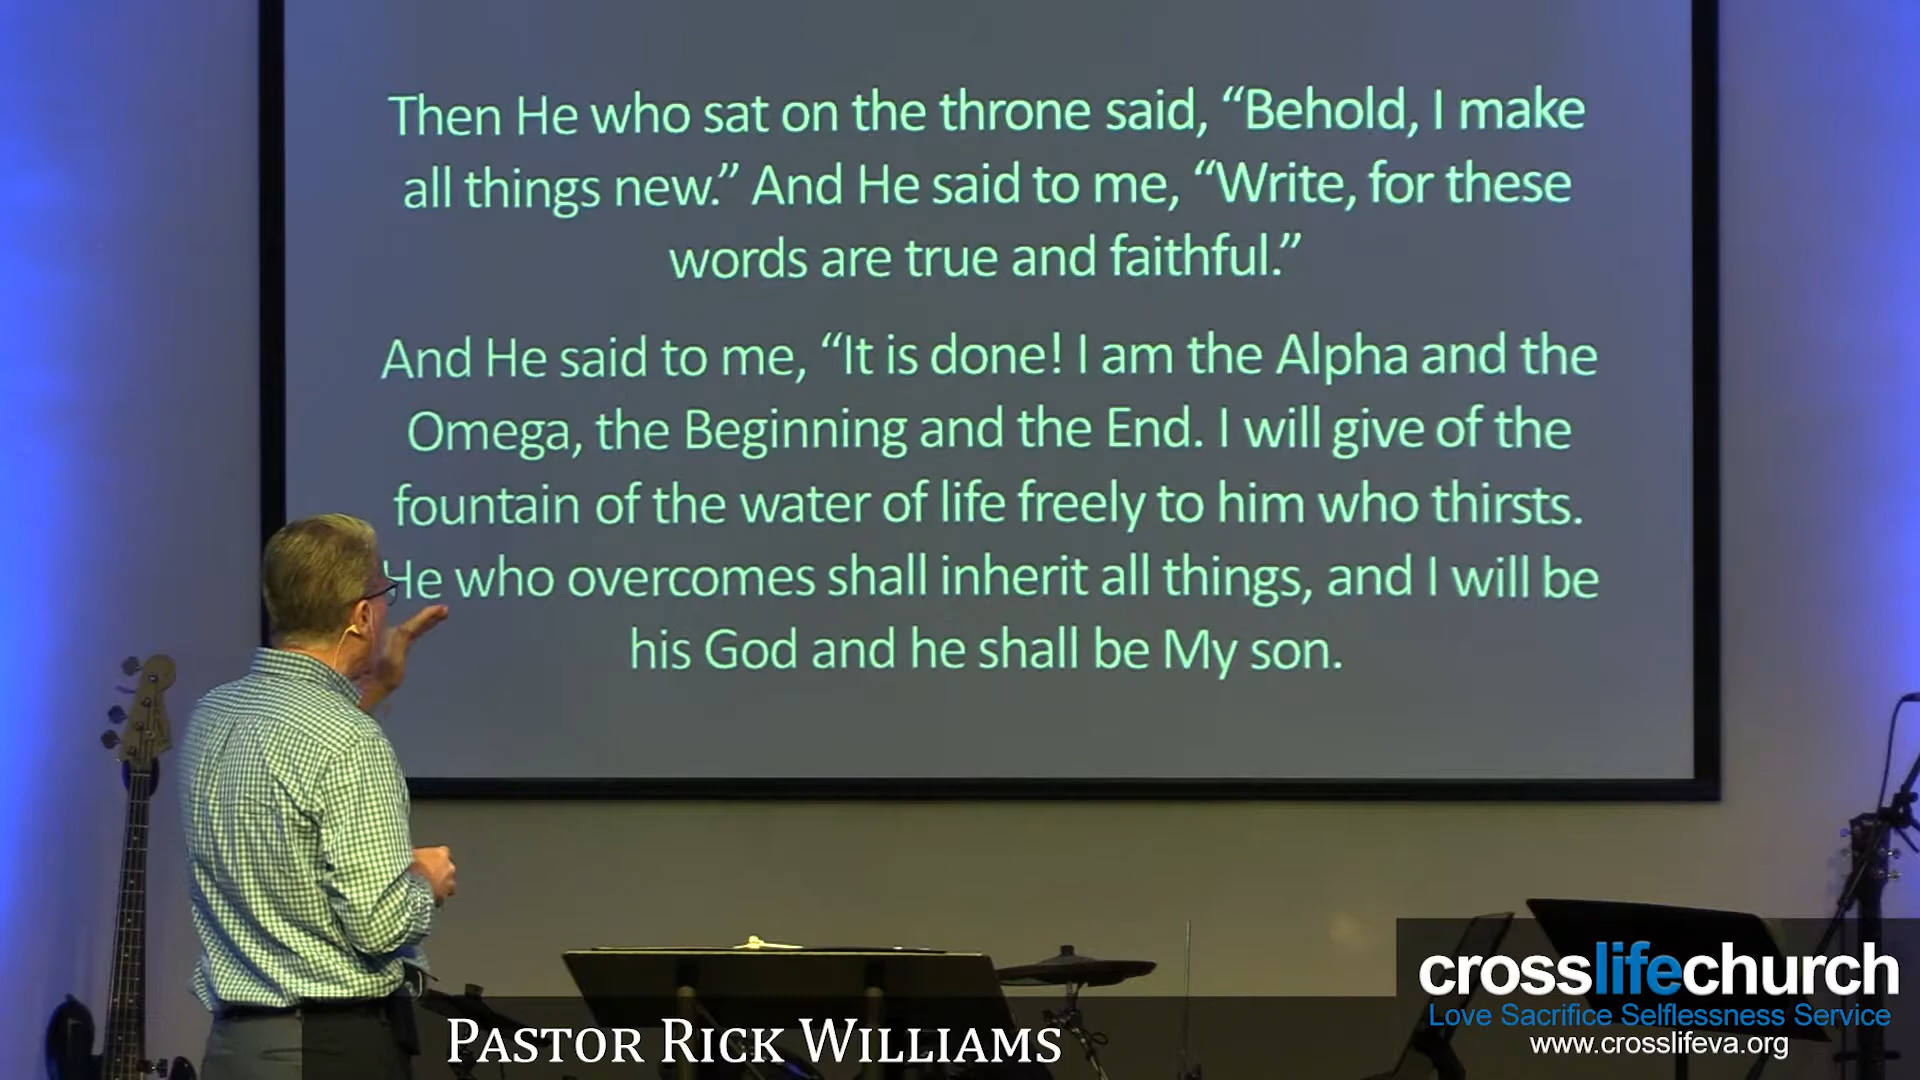 Then He who sat on the throne said, “Behold, I make
all things new.” And He said to me, “Write, for these
words are true and faithful.”
And He said to me, “It is done! I am the Alpha and the
Omega, the Beginning and the End. I will give of the
fountain of the water of life freely to him who thirsts.
He who overcomes shall inherit all things, and I will be
his God and he shall be My son.
crosslifechurch
Love Sacrifice Selflessness Service
www.crosslifeva.org
PASTOR RICK WILLIAMS